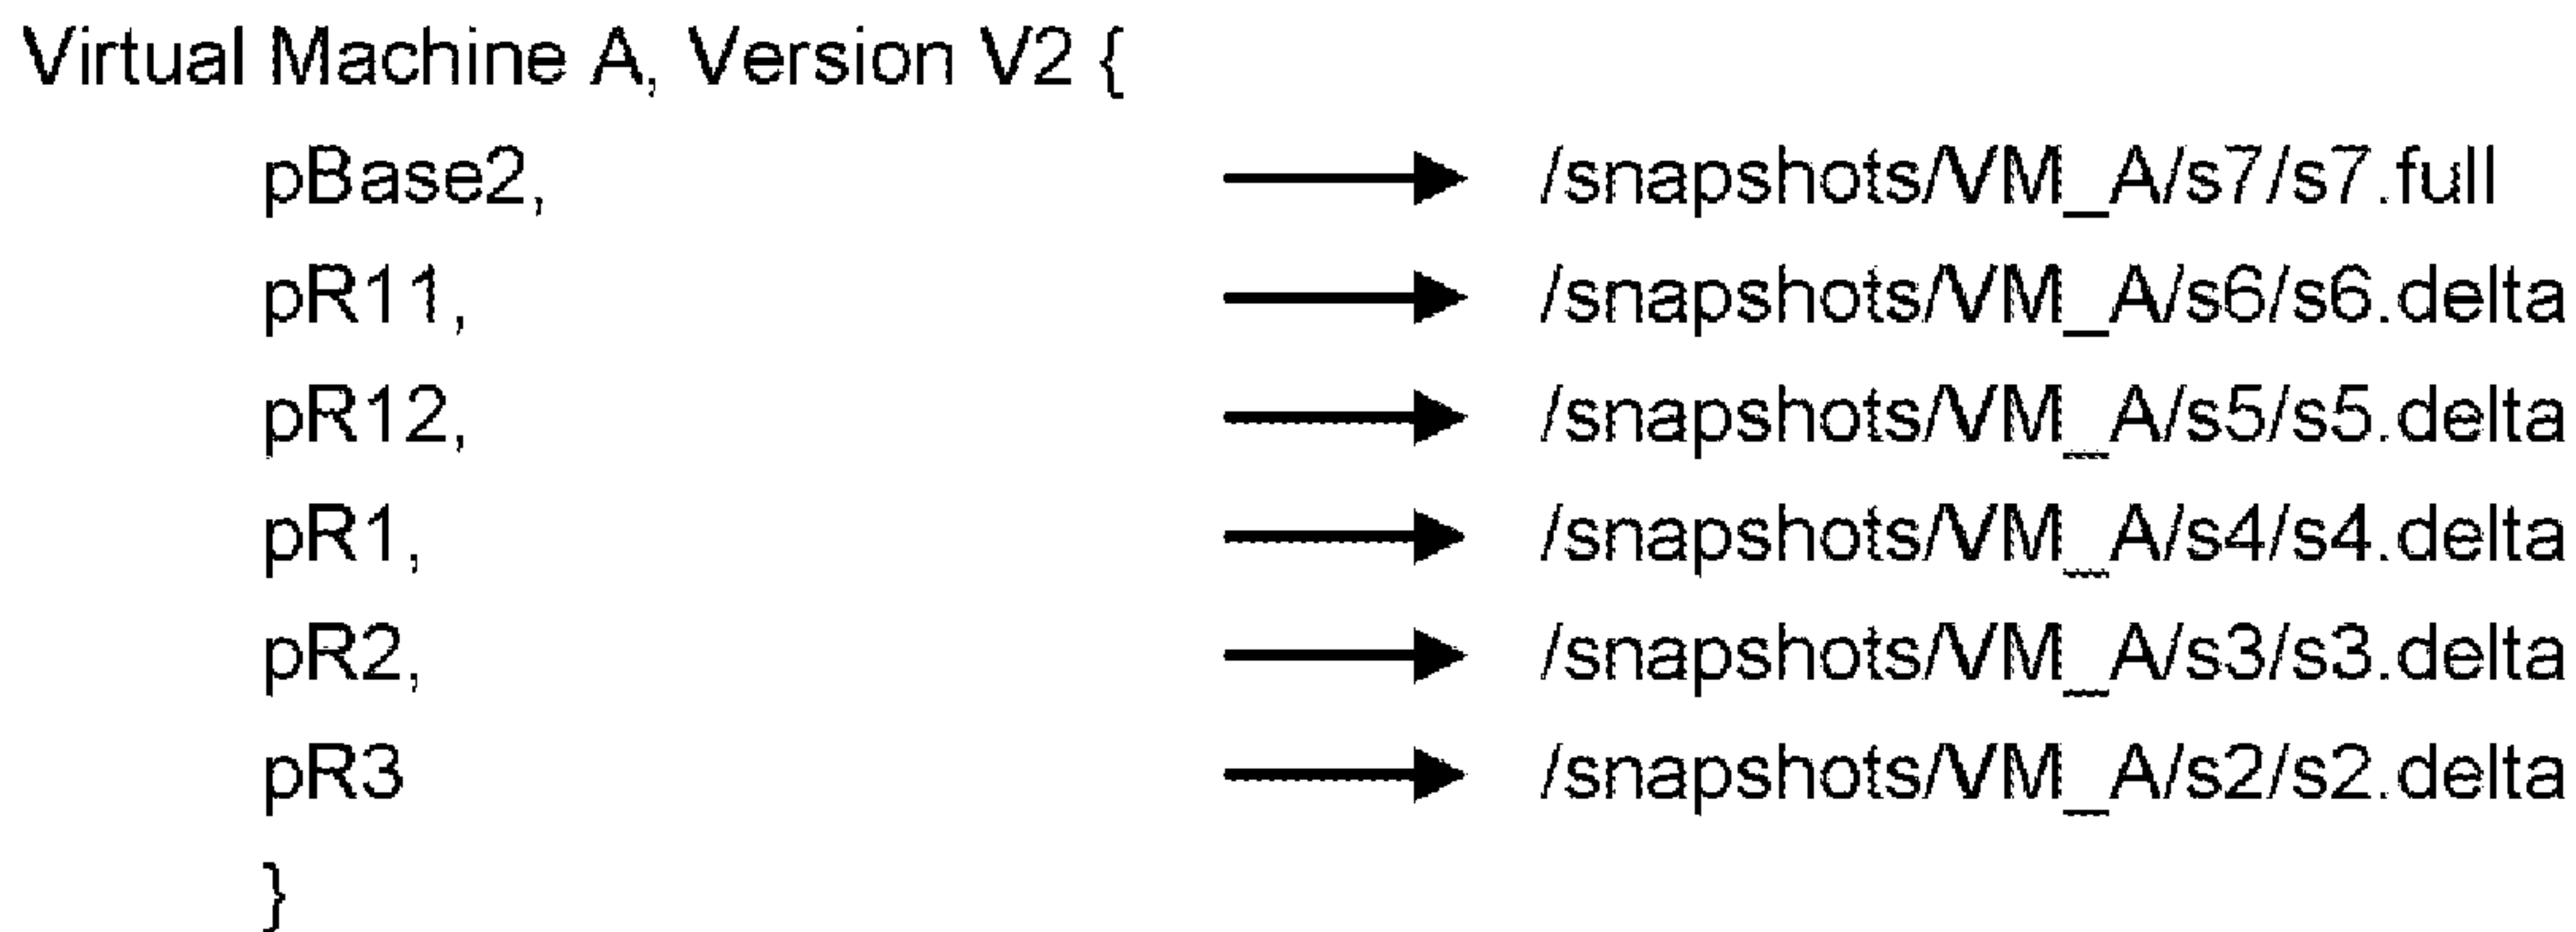 Virtual Machine A, Version V2 {
pBase2, /snapshots/VM_A/s7/s7.full
pR11, /snapshots/VM_A/s6/s6.delta
pR12, /snapshots/VM_A/s5/s5.delta
pR1, /snapshots/VM_A/s4/s4.delta
pR2, /snapshots/VM_A/s3/s3.delta
pR3 /snapshots/VM_A/s2/s2.delta
}